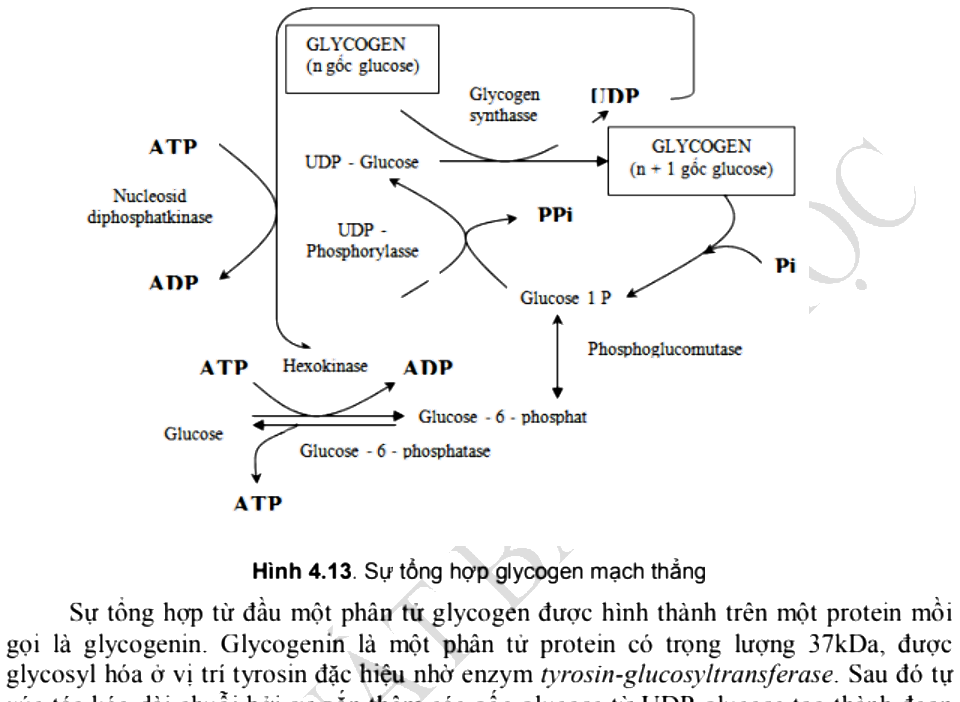 GLYCOGEN
(n gốc glucose)
Glycogen
synthasse
UDP
ATP
GLYCOGEN
(n + 1 gốc glucose)
UDP - Glucose
Nucleosid
diphosphatkinase
UDP -
Phosphorylasse
PPi
Pi
ADP
Glucose 1 P
Phosphoglucomutase
ATP
Hexokinase
ADP
Glucose - 6 - phosphat
Glucose
Glucose - 6 - phosphatase
ATP
Hình 4.13. Sự tổng hợp glycogen mạch thẳng
Sự tổng hợp từ đầu một phân tử glycogen được hình thành trên một protein mồi
gọi là glycogenin. Glycogenin là một phân tử protein có trọng lượng 37kDa, được
glycosyl hóa ở vị trí tyrosin đặc hiệu nhờ enzym tyrosin-glucosyltransferase. Sau đó tự